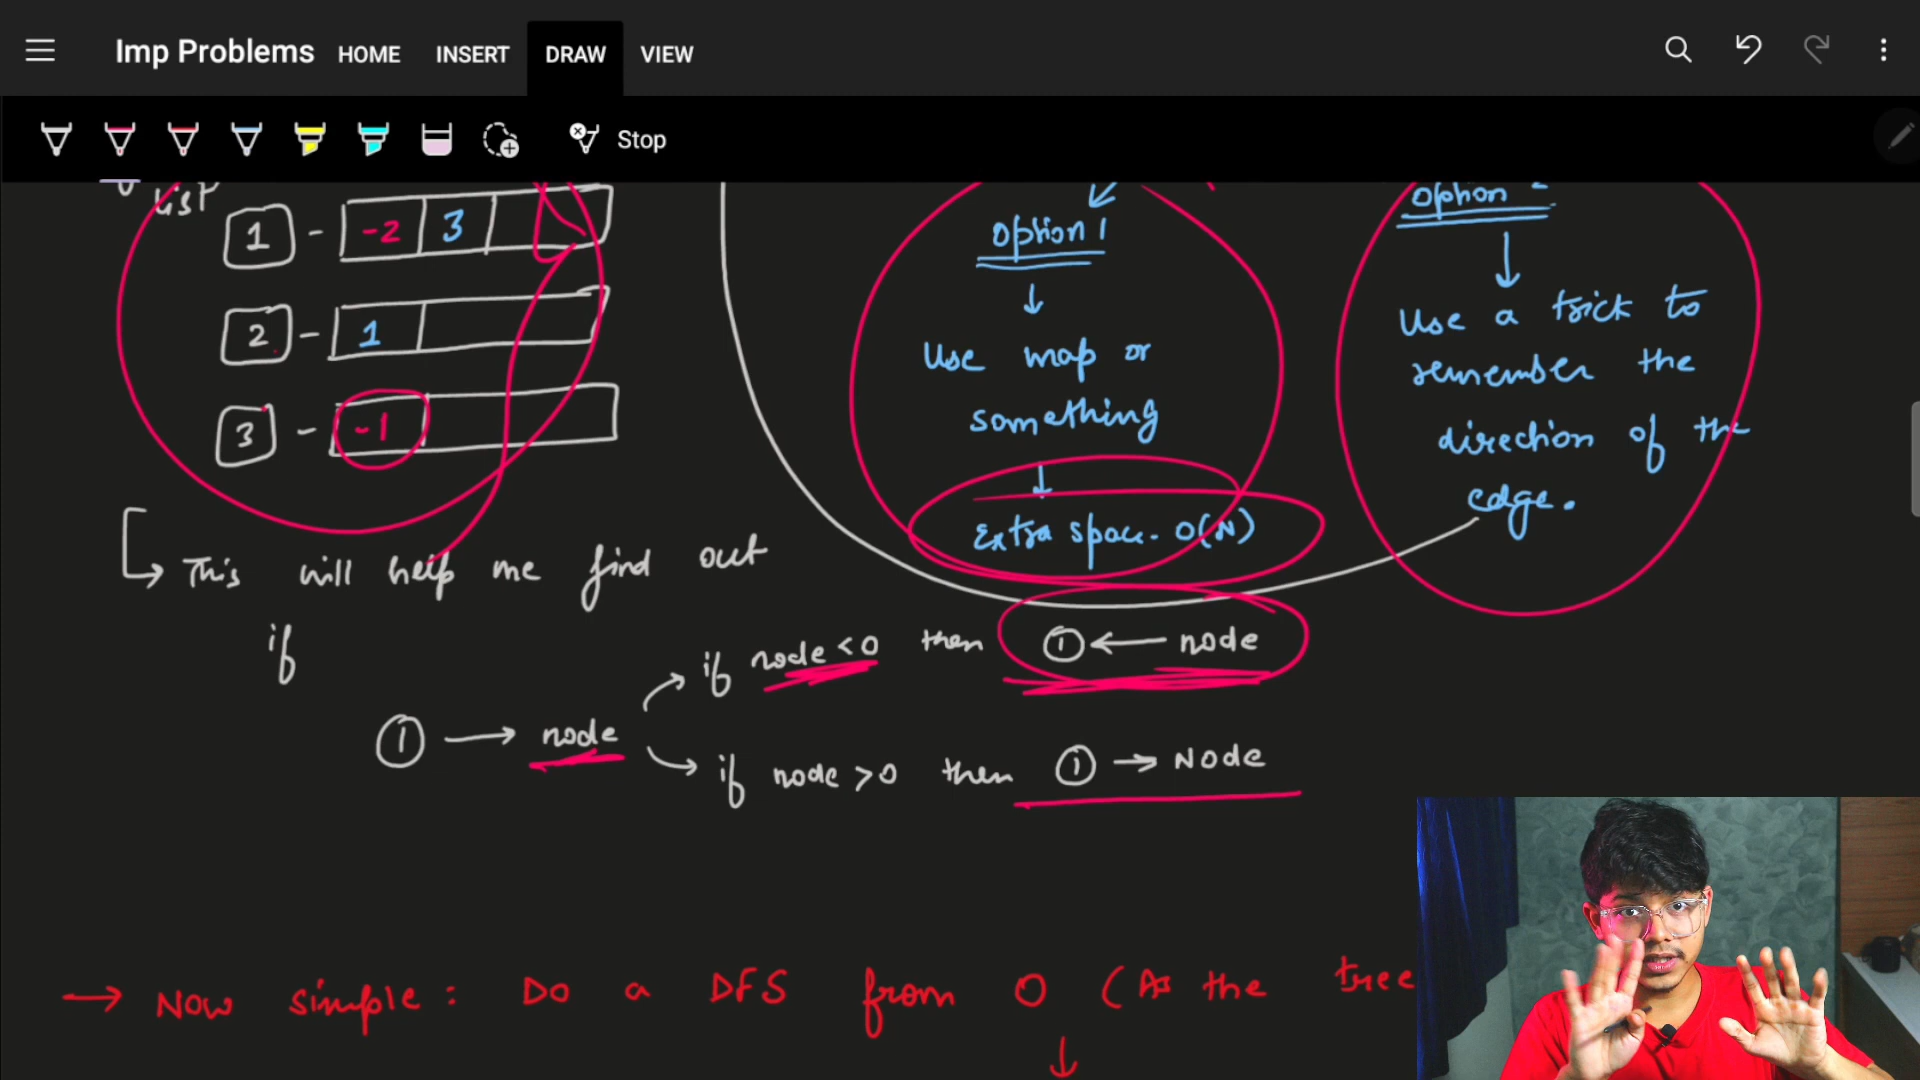 Imp Problems HOME INSERT DRAW VIEW
Stop
List
1 - -2 3
2 - 1
3 - -1
This will help me find out
if
1 → node
if node < 0 then 1 ← node
if node > 0 then 1 → Node
Option 1
↓
Use map or
something
↓
Extra space - O(N)
Option 2
↓
Use a trick to
remember the
direction of the
edge.
→ Now simple: Do a DFS from 0 (As the tree
↓